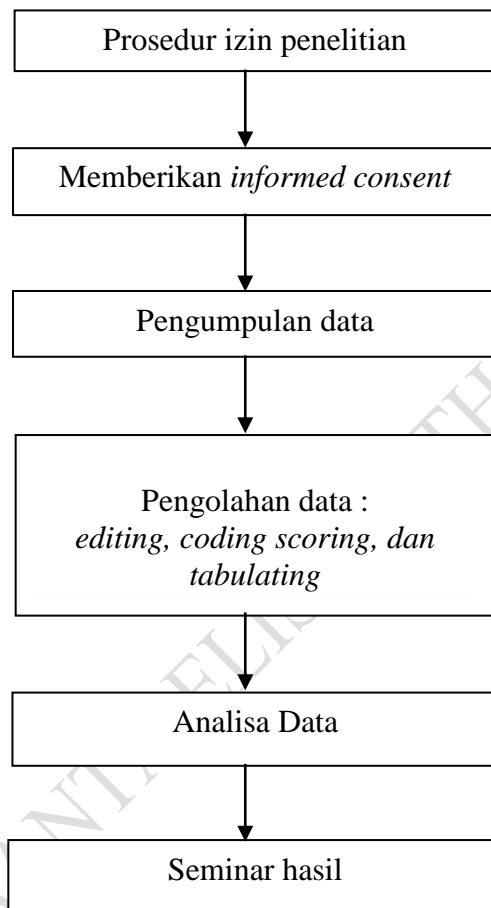 Prosedur izin penelitian
Memberikan informed consent
Pengumpulan data
Pengolahan data :
editing, coding scoring, dan
tabulating
Analisa Data
Seminar hasil